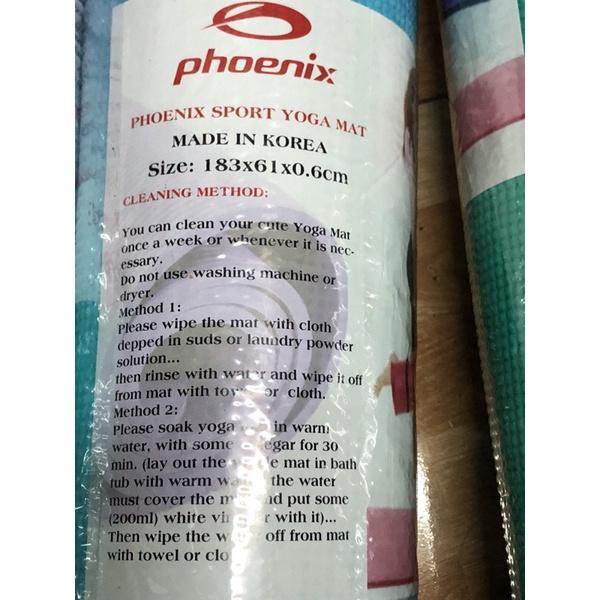 phoenix
PHOENIX SPORT YOGA MAT
MADE IN KOREA
Size: 183x61x0.6cm
CLEANING METHOD:
You can clean your cute Yoga Mat
once a week or whenever it is nec-
essary.
Do not use washing machine or
dryer.
Method 1:
Please wipe the mat with cloth
depped in suds or laundry powder
solution...
then rinse with water and wipe it off
from mat with towel or cloth.
Method 2:
Please soak yoga in warm
water, with some vinegar for 30
min. (lay out the whole mat in bath
tub with warm the water
must cover the and put some
(200ml) white vinegar with it)...
Then wipe the off from mat
with towel or